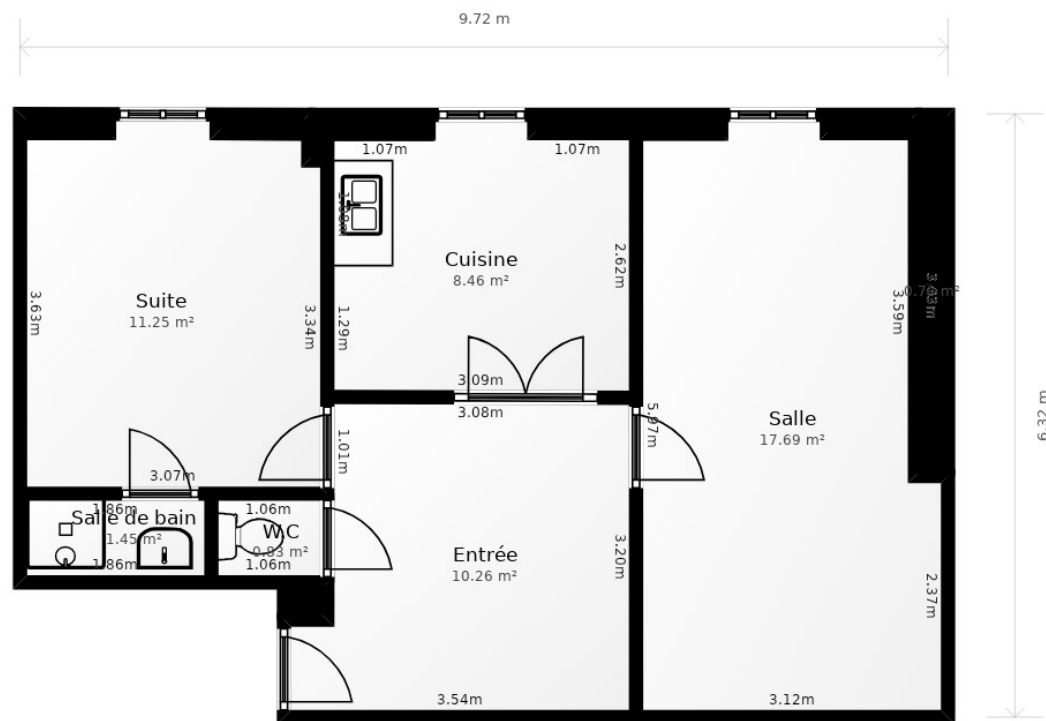 9.72 m
1.07m
1.07m
Cuisine
8.46 m²
2.62m
3.63m
Suite
11.25 m²
3.34m
1.29m
3.59m
6.32 m
3.09m
3.08m
Salle
17.69 m²
5.97m
1.01m
3.07m
1.86m
Salle de bain
1.45 m²
1.86m
1.06m
WC
0.83 m²
1.06m
Entrée
10.26 m²
3.20m
2.37m
3.54m
3.12m